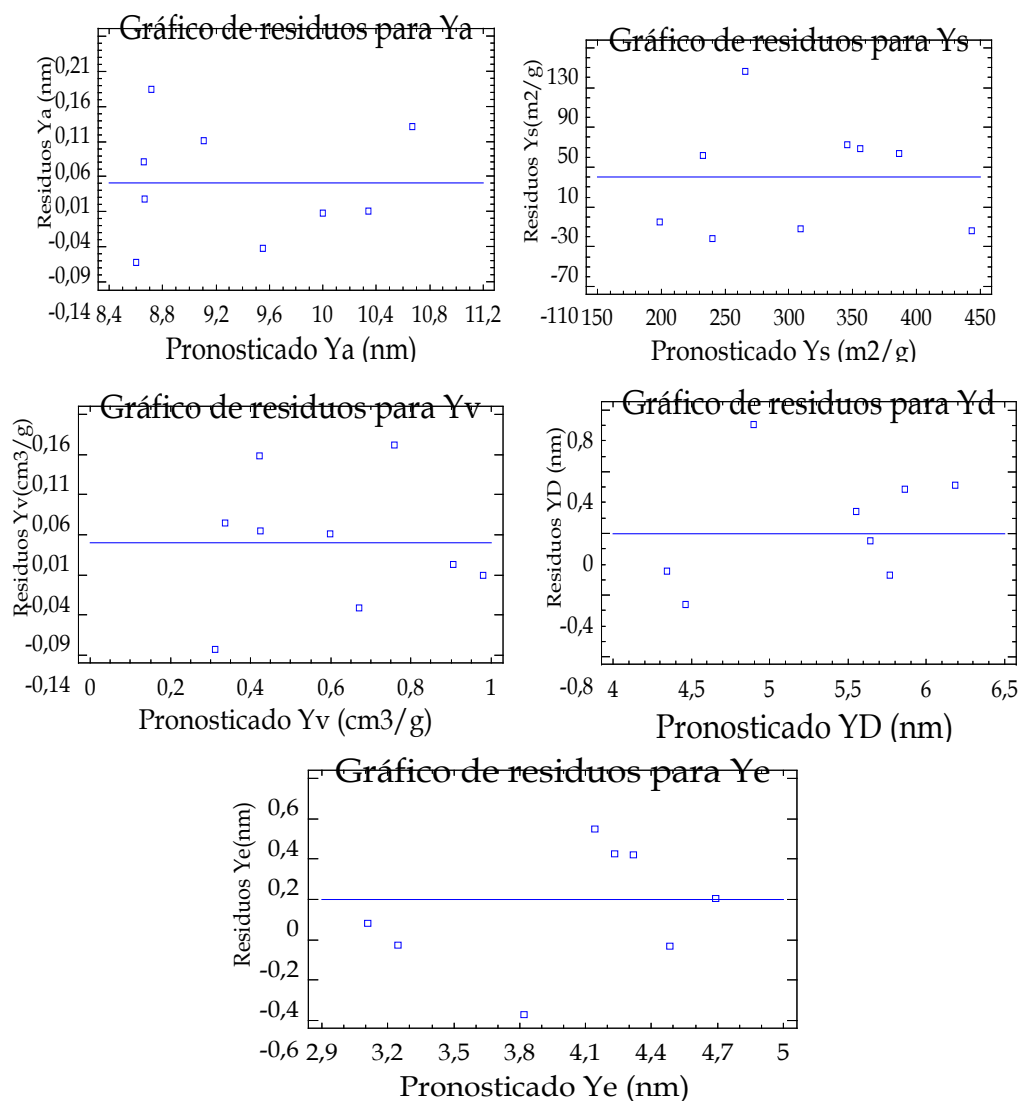 Gráfico de residuos para Ya
Residuos Ya (nm)
0,21
0,16
0,11
0,06
0,01
-0,04
-0,09
-0,14
8,4 8,8 9,2 9,6 10 10,4 10,8 11,2
Pronosticado Ya (nm)
Gráfico de residuos para Ys
Residuos Ys(m2/g)
130
90
50
10
-30
-70
-110
150 200 250 300 350 400 450
Pronosticado Ys (m2/g)
Gráfico de residuos para Yv
Residuos Yv(cm3/g)
0,16
0,11
0,06
0,01
-0,04
-0,09
-0,14
0 0,2 0,4 0,6 0,8 1
Pronosticado Yv (cm3/g)
Gráfico de residuos para Yd
Residuos YD (nm)
0,8
0,4
0
-0,4
-0,8
4 4,5 5 5,5 6 6,5
Pronosticado YD (nm)
Gráfico de residuos para Ye
Residuos Ye(nm)
0,6
0,4
0,2
0
-0,2
-0,4
-0,6
2,9 3,2 3,5 3,8 4,1 4,4 4,7 5
Pronosticado Ye (nm)